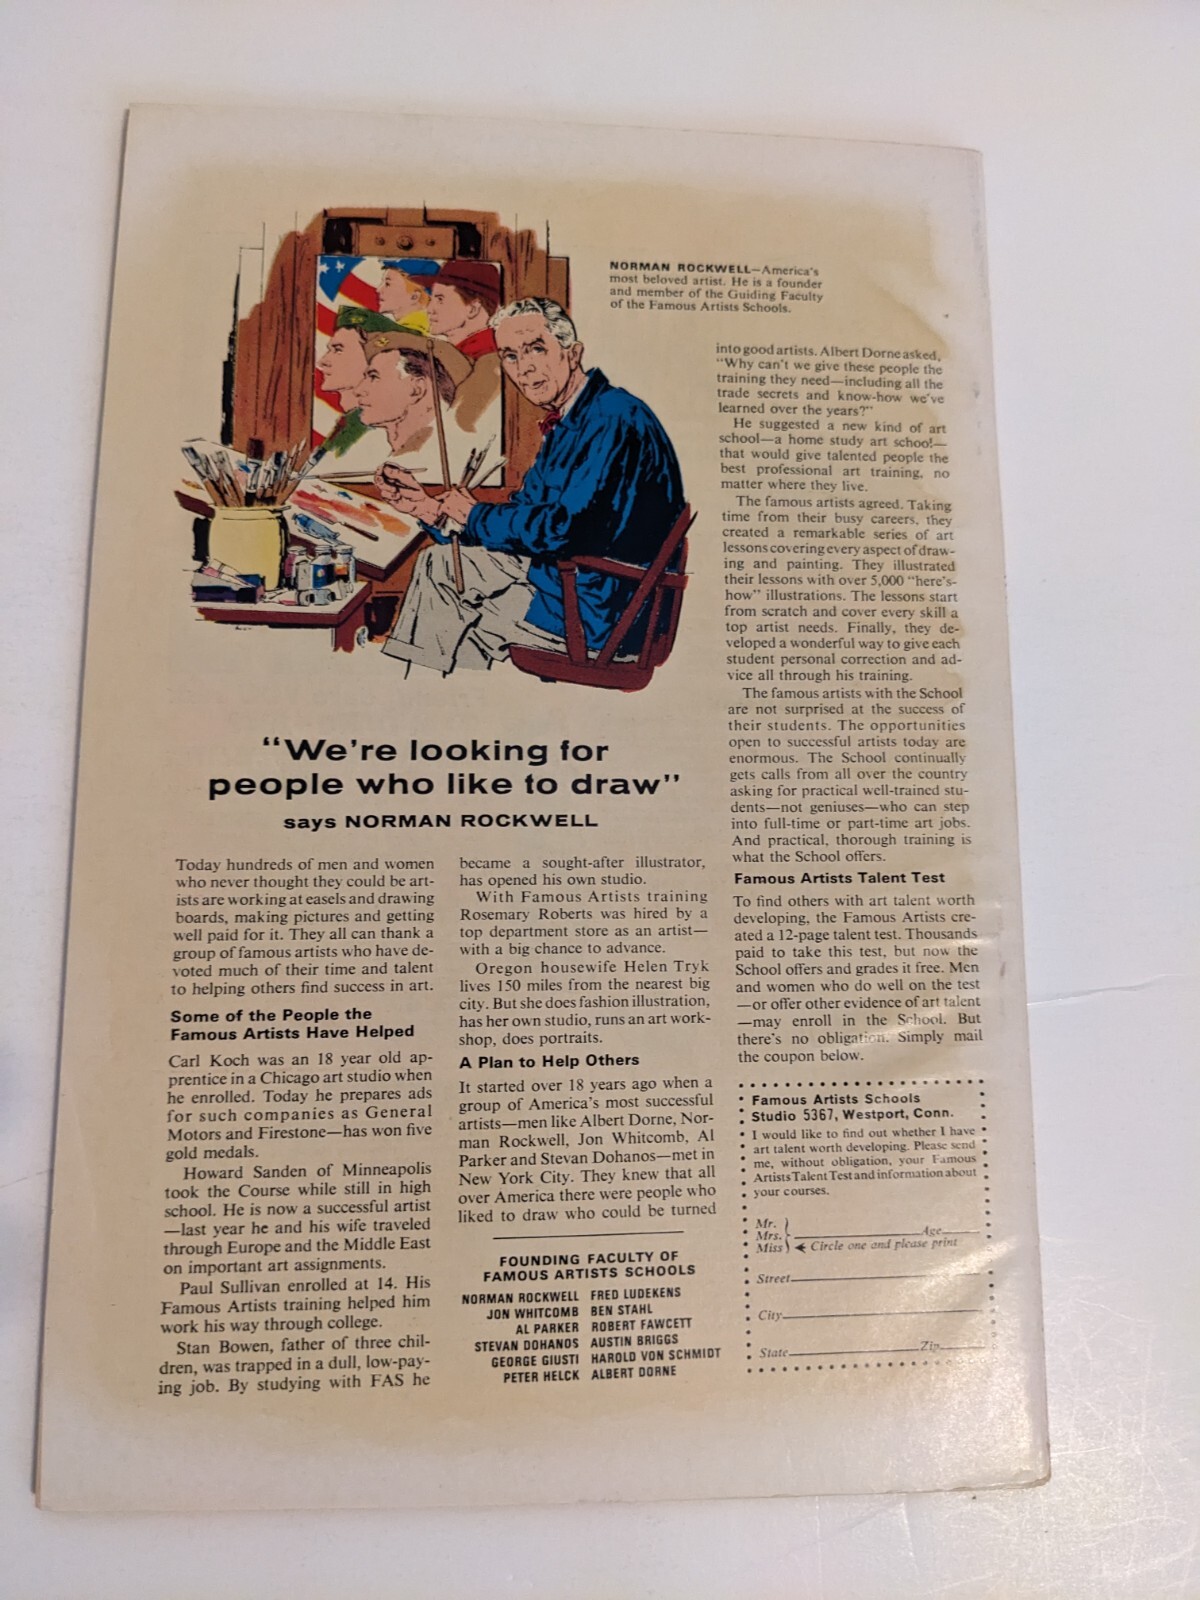 NORMAN ROCKWELL—America's
most beloved artist. He is a founder
and member of the Guiding Faculty
of the Famous Artists Schools.
"We're looking for
people who like to draw"
says NORMAN ROCKWELL
Today hundreds of men and women
who never thought they could be art-
ists are working at easels and drawing
boards, making pictures and getting
well paid for it. They all can thank a
group of famous artists who have de-
voted much of their time and talent
to helping others find success in art.
Some of the People the
Famous Artists Have Helped
Carl Koch was an 18 year old ap-
prentice in a Chicago art studio when
he enrolled. Today he prepares ads
for such companies as General
Motors and Firestone—has won five
gold medals.
Howard Sanden of Minneapolis
took the Course while still in high
school. He is now a successful artist
—last year he and his wife traveled
through Europe and the Middle East
on important art assignments.
Paul Sullivan enrolled at 14. His
Famous Artists training helped him
work his way through college.
Stan Bowen, father of three chil-
dren, was trapped in a dull, low-pay-
ing job. By studying with FAS he
became a sought-after illustrator,
has opened his own studio.
With Famous Artists training
Rosemary Roberts was hired by a
top department store as an artist—
with a big chance to advance.
Oregon housewife Helen Tryk
lives 150 miles from the nearest big
city. But she does fashion illustration,
has her own studio, runs an art work-
shop, does portraits.
A Plan to Help Others
It started over 18 years ago when a
group of America's most successful
artists—men like Albert Dorne, Nor-
man Rockwell, Jon Whitcomb, Al
Parker and Stevan Dohanos—met in
New York City. They knew that all
over America there were people who
liked to draw who could be turned
FOUNDING FACULTY OF
FAMOUS ARTISTS SCHOOLS
NORMAN ROCKWELL FRED LUDEKENS
JON WHITCOMB BEN STAHL
AL PARKER ROBERT FAWCETT
STEVAN DOHANOS AUSTIN BRIGGS
GEORGE GIUSTI HAROLD VON SCHMIDT
PETER HELCK ALBERT DORNE
into good artists. Albert Dorne asked,
"Why can't we give these people the
training they need—including all the
trade secrets and know-how we've
learned over the years?"
He suggested a new kind of art
school—a home study art school—
that would give talented people the
best professional art training, no
matter where they live.
The famous artists agreed. Taking
time from their busy careers, they
created a remarkable series of art
lessons covering every aspect of draw-
ing and painting. They illustrated
their lessons with over 5,000 "here's-
how" illustrations. The lessons start
from scratch and cover every skill a
top artist needs. Finally, they de-
veloped a wonderful way to give each
student personal correction and ad-
vice all through his training.
The famous artists with the School
are not surprised at the success of
their students. The opportunities
open to successful artists today are
enormous. The School continually
gets calls from all over the country
asking for practical well-trained stu-
dents—not geniuses—who can step
into full-time or part-time art jobs.
And practical, thorough training is
what the School offers.
Famous Artists Talent Test
To find others with art talent worth
developing, the Famous Artists cre-
ated a 12-page talent test. Thousands
paid to take this test, but now the
School offers and grades it free. Men
and women who do well on the test
—or offer other evidence of art talent
—may enroll in the School. But
there's no obligation. Simply mail
the coupon below.
Famous Artists Schools
Studio 5367, Westport, Conn.
I would like to find out whether I have
art talent worth developing. Please send
me, without obligation, your Famous
Artists Talent Test and information about
your courses.
Mr.
Mrs. Age
Miss Circle one and please print
Street
City
State Zip